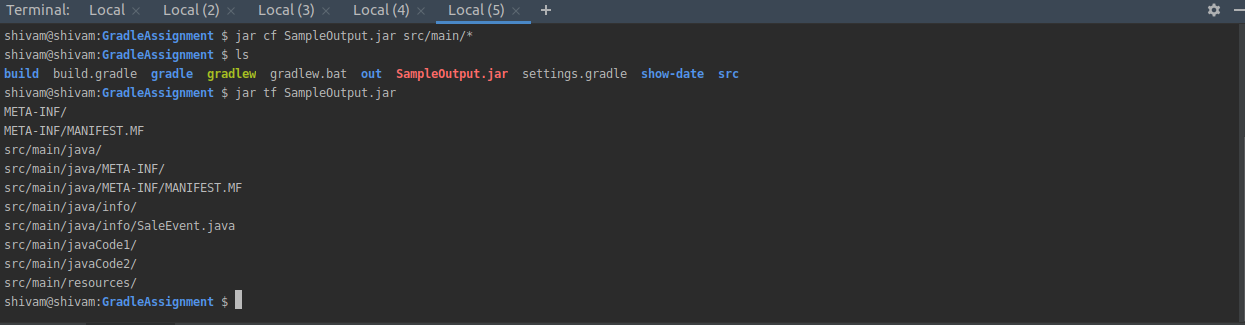 Terminal: Local × Local (2) × Local (3) × Local (4) × Local (5) × +
shivam@shivam:GradleAssignment $ jar cf SampleOutput.jar src/main/*
shivam@shivam:GradleAssignment $ ls
build build.gradle gradle gradlew gradlew.bat out SampleOutput.jar settings.gradle show-date src
shivam@shivam:GradleAssignment $ jar tf SampleOutput.jar
META-INF/
META-INF/MANIFEST.MF
src/main/java/
src/main/java/META-INF/
src/main/java/META-INF/MANIFEST.MF
src/main/java/info/
src/main/java/info/SaleEvent.java
src/main/javaCode1/
src/main/javaCode2/
src/main/resources/
shivam@shivam:GradleAssignment $